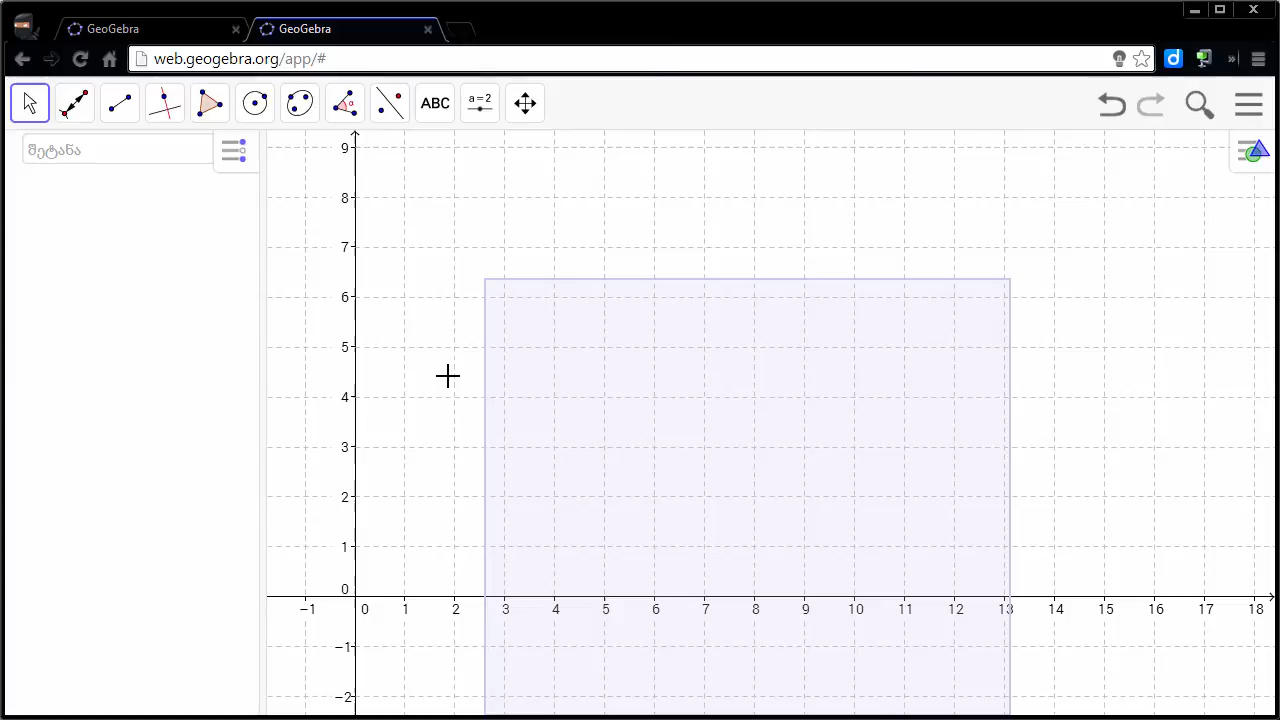 GeoGebra
GeoGebra
web.geogebra.org/app/#
ABC
a=2
შეტანა
9
8
7
6
5
4
3
2
1
0
−1
−2
−1 0 1 2 3 4 5 6 7 8 9 10 11 12 13 14 15 16 17 18